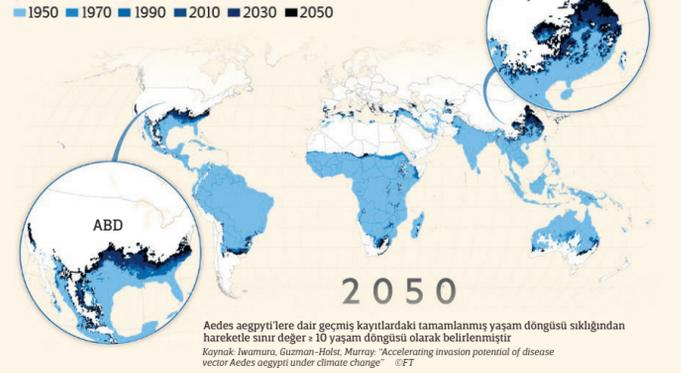 1950 1970 1990 2010 2030 2050
ABD
2050
Aedes aegpyti'lere dair geçmiş kayıtlardaki tamamlanmış yaşam döngüsü sıklığından
hareketle sınır değer ≥ 10 yaşam döngüsü olarak belirlenmiştir
Kaynak: Iwamura, Guzman-Holst, Murray: "Accelerating invasion potential of disease
vector Aedes aegypti under climate change" ©FT